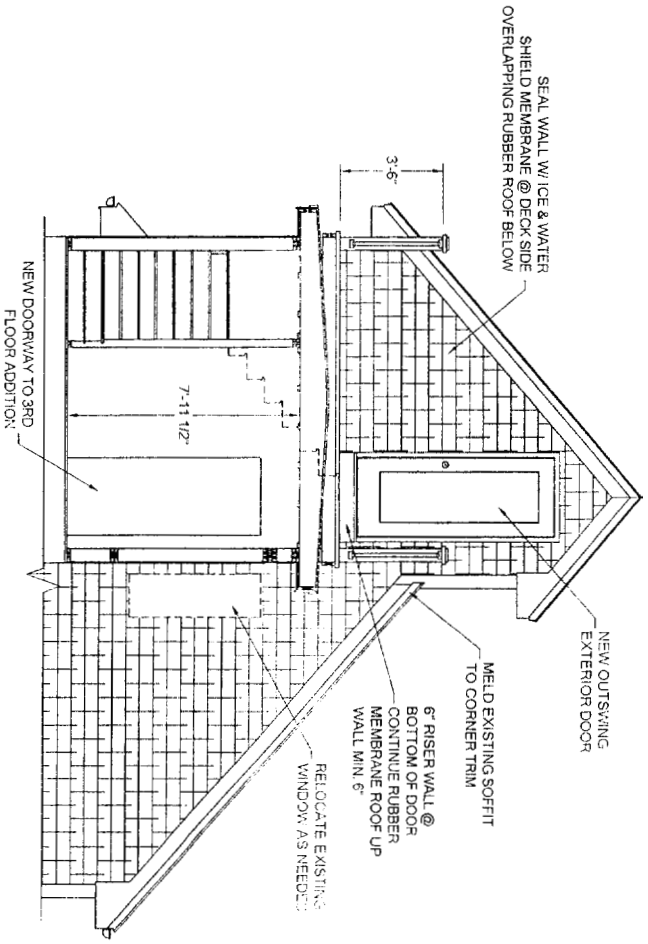 SEAL WALL W/ ICE & WATER
SHIELD MEMBRANE @ DECK SIDE
OVERLAPPING RUBBER ROOF BELOW
3'-6"
NEW OUTSWING
EXTERIOR DOOR
MELD EXISTING SOFFIT
TO CORNER TRIM
6" RISER WALL @
BOTTOM OF DOOR
CONTINUE RUBBER
MEMBRANE ROOF UP
WALL MIN. 6"
7'-11 1/2"
NEW DOORWAY TO 3RD
FLOOR ADDITION
RELOCATE EXISTING
WINDOW AS NEEDED